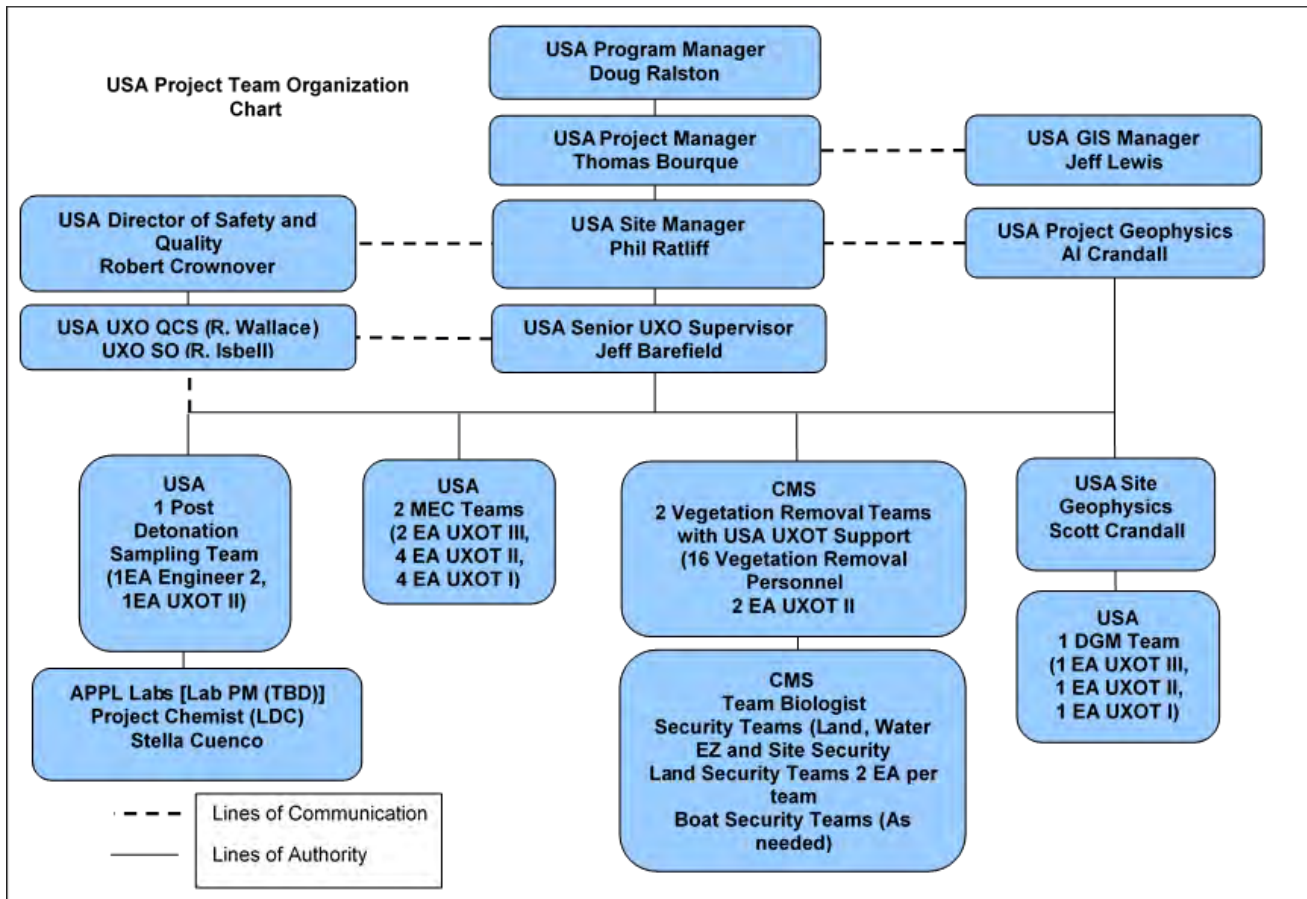 USA Project Team Organization
Chart
USA Program Manager
Doug Ralston
USA Project Manager
Thomas Bourque
USA GIS Manager
Jeff Lewis
USA Director of Safety and
Quality
Robert Crownover
USA Site Manager
Phil Ratliff
USA Project Geophysics
Al Crandall
USA UXO QCS (R. Wallace)
UXO SO (R. Isbell)
USA Senior UXO Supervisor
Jeff Barefield
USA
1 Post
Detonation
Sampling Team
(1EA Engineer 2,
1EA UXOT II)
USA
2 MEC Teams
(2 EA UXOT III,
4 EA UXOT II,
4 EA UXOT I)
CMS
2 Vegetation Removal Teams
with USA UXOT Support
(16 Vegetation Removal
Personnel
2 EA UXOT II
USA Site
Geophysics
Scott Crandall
APPL Labs [Lab PM (TBD)]
Project Chemist (LDC)
Stella Cuenco
CMS
Team Biologist
Security Teams (Land, Water
EZ and Site Security
Land Security Teams 2 EA per
team
Boat Security Teams (As
needed)
USA
1 DGM Team
(1 EA UXOT III,
1 EA UXOT II,
1 EA UXOT I)
Lines of Communication
Lines of Authority